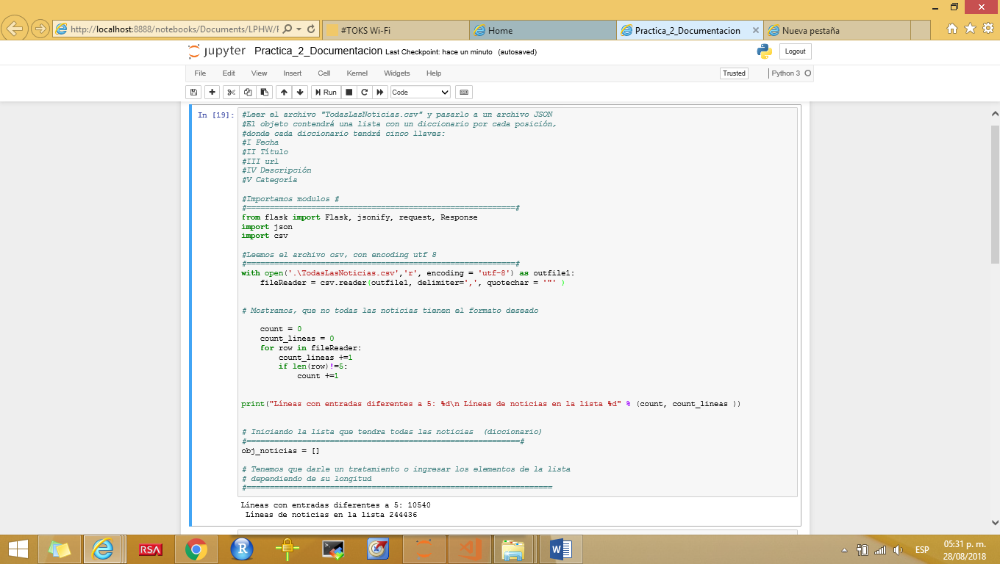 http://localhost:8888/notebooks/Documents/LPHW/F
#TOKS Wi-Fi
Home
Practica_2_Documentacion
Nueva pestaña
jupyter Practica_2_Documentacion Last Checkpoint: hace un minuto (autosaved)
Logout
File Edit View Insert Cell Kernel Widgets Help
Trusted
Python 3
Run
Code
In [19]:
#Leer el archivo "TodasLasNoticias.csv" y pasarlo a un archivo JSON
#El objeto contendrá una lista con un diccionario por cada posición,
#donde cada diccionario tendrá cinco llaves:
#I Fecha
#II Título
#III url
#IV Descripción
#V Categoría
#Importamos modulos #
#==========================================================#
from flask import Flask, jsonify, request, Response
import json
import csv
#Leemos el archivo csv, con encoding utf 8
#==========================================================#
with open('.\TodasLasNoticias.csv','r', encoding = 'utf-8') as outfile1:
    fileReader = csv.reader(outfile1, delimiter=',', quotechar = '"' )
# Mostramos, que no todas las noticias tienen el formato deseado
    count = 0
    count_lineas = 0
    for row in fileReader:
        count_lineas +=1
        if len(row)!=5:
            count +=1
print("Líneas con entradas diferentes a 5: %d\n Líneas de noticias en la lista %d" % (count, count_lineas ))
# Iniciando la lista que tendra todas las noticias  (diccionario)
#===========================================================#
obj_noticias = []
# Tenemos que darle un tratamiento o ingresar los elementos de la lista
# dependiendo de su longitud
#==================================================================
Líneas con entradas diferentes a 5: 10540
 Líneas de noticias en la lista 244436
RSA
R
ESP
05:31 p. m.
28/08/2018